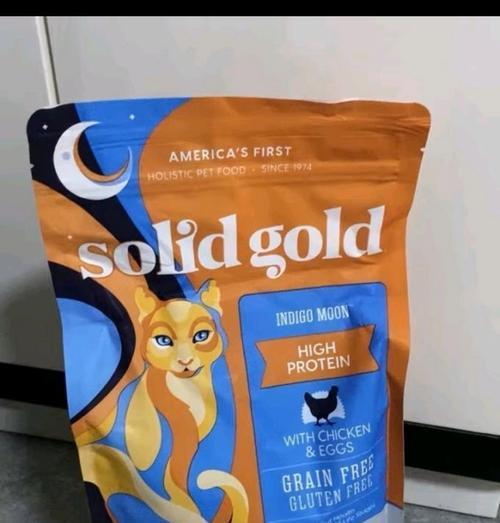 AMERICA'S FIRST
HOLISTIC PET FOOD · SINCE 1974
solid gold
INDIGO MOON
HIGH
PROTEIN
WITH CHICKEN
& EGGS
GRAIN FREE
GLUTEN FREE